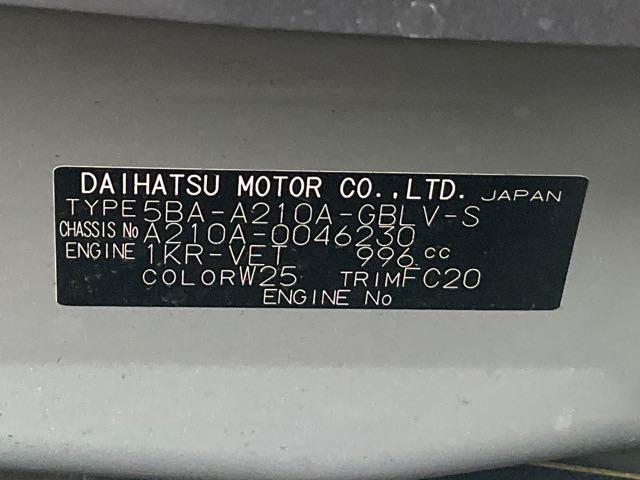 DAIHATSU MOTOR CO.,LTD. JAPAN
TYPE 5BA-A210A-GBLV-S
CHASSIS No A210A-0046230
ENGINE 1KR-VET 996 cc
COLOR W25 TRIM FC20
ENGINE No